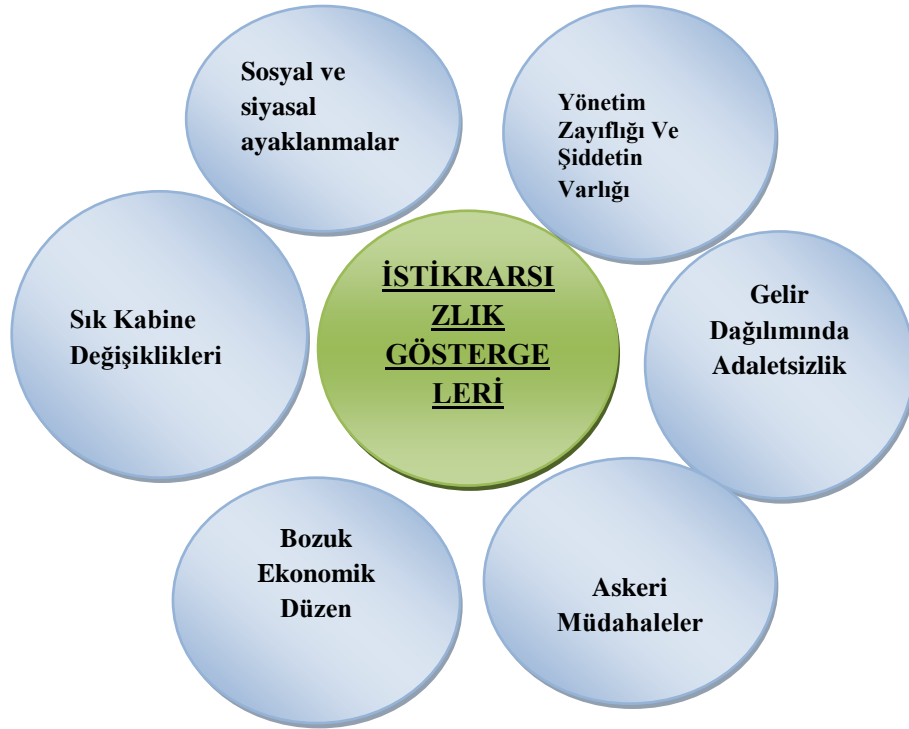 Sosyal ve
siyasal
ayaklanmalar
Yönetim
Zayıflığı Ve
Şiddetin
Varlığı
Sık Kabine
Değişiklikleri
İSTİKRARSI
ZLIK
GÖSTERGE
LERİ
Gelir
Dağılımında
Adaletsizlik
Bozuk
Ekonomik
Düzen
Askeri
Müdahaleler